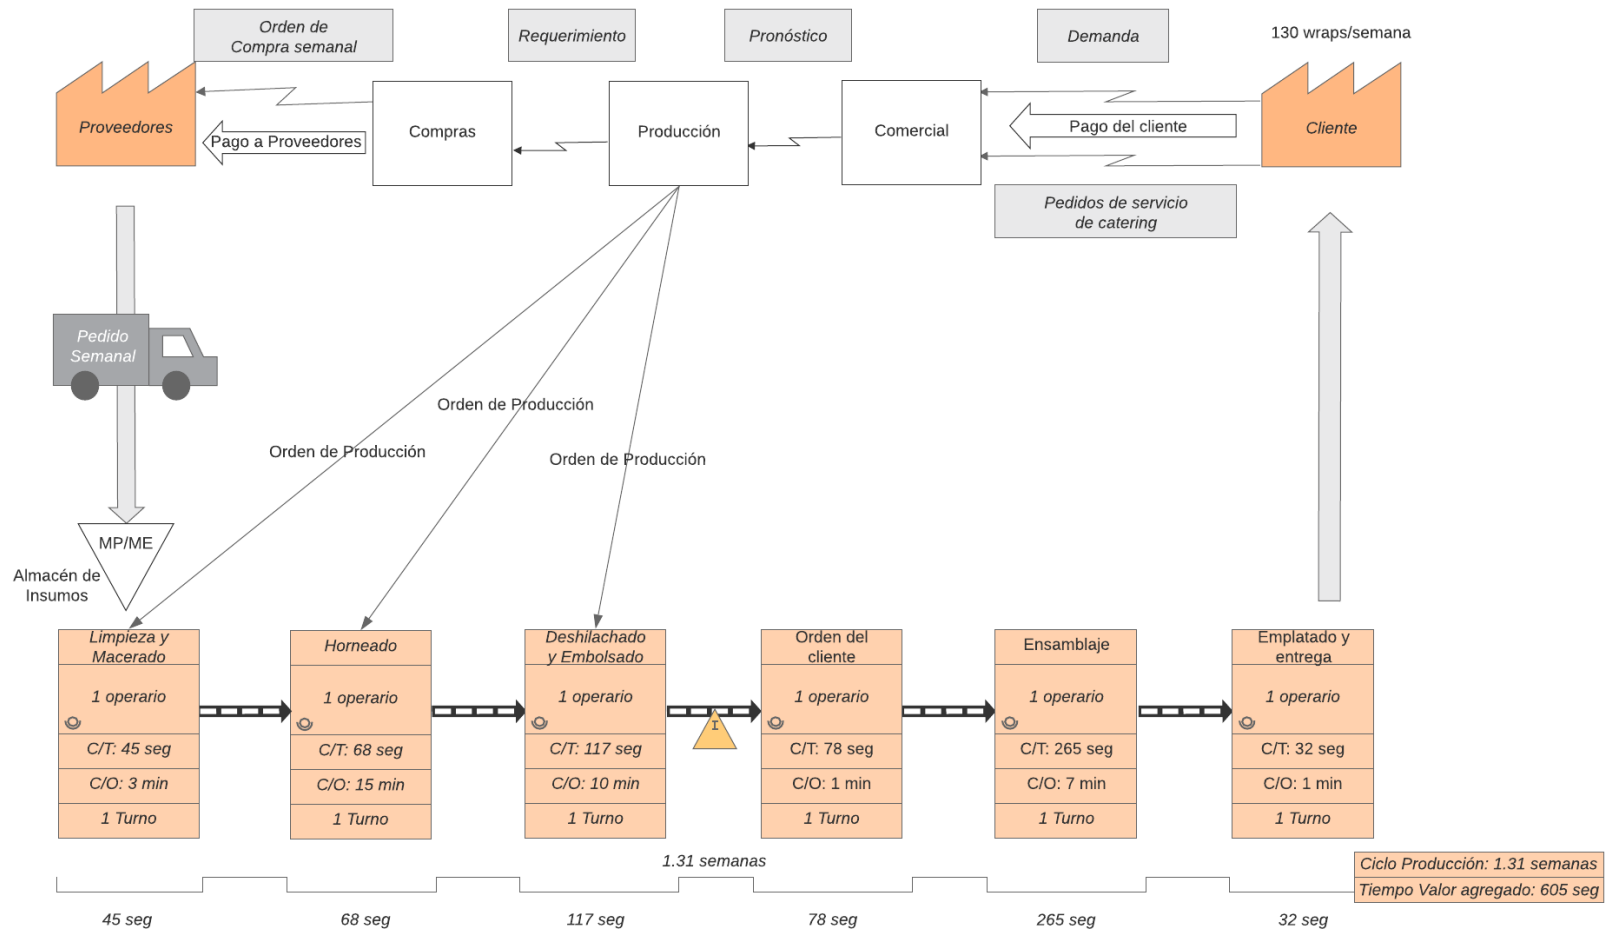 Orden de
Compra semanal
Requerimiento
Pronóstico
Demanda
130 wraps/semana
Proveedores
Pago a Proveedores
Compras
Producción
Comercial
Pago del cliente
Cliente
Pedidos de servicio
de catering
Pedido
Semanal
Orden de Producción
Orden de Producción
Orden de Producción
MP/ME
Almacén de
Insumos
Limpieza y
Macerado
1 operario
C/T: 45 seg
C/O: 3 min
1 Turno
Horneado
1 operario
C/T: 68 seg
C/O: 15 min
1 Turno
Deshilachado
y Embolsado
1 operario
C/T: 117 seg
C/O: 10 min
1 Turno
I
Orden del
cliente
1 operario
C/T: 78 seg
C/O: 1 min
1 Turno
Ensamblaje
1 operario
C/T: 265 seg
C/O: 7 min
1 Turno
Emplatado y
entrega
1 operario
C/T: 32 seg
C/O: 1 min
1 Turno
1.31 semanas
45 seg
68 seg
117 seg
78 seg
265 seg
32 seg
Ciclo Producción: 1.31 semanas
Tiempo Valor agregado: 605 seg